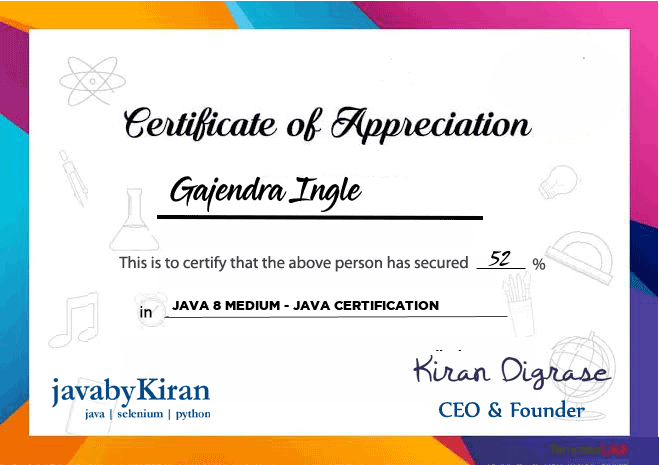 Certificate of Appreciation
Gajendra Ingle
This is to certify that the above person has secured 52 %
in JAVA 8 MEDIUM - JAVA CERTIFICATION
Kiran Digrase
javabyKiran
CEO & Founder
java | selenium | python